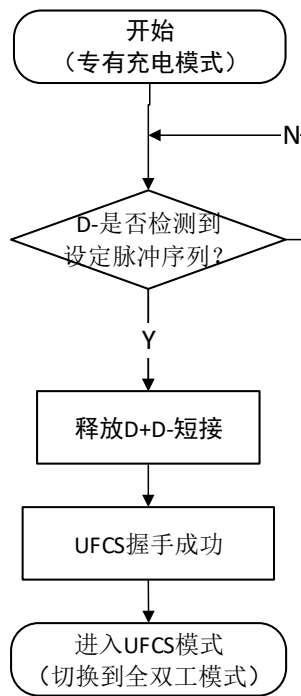 开始
（专有充电模式）
N
D-是否检测到
设定脉冲序列？
Y
释放D+D-短接
UFCS握手成功
进入UFCS模式
（切换到全双工模式）